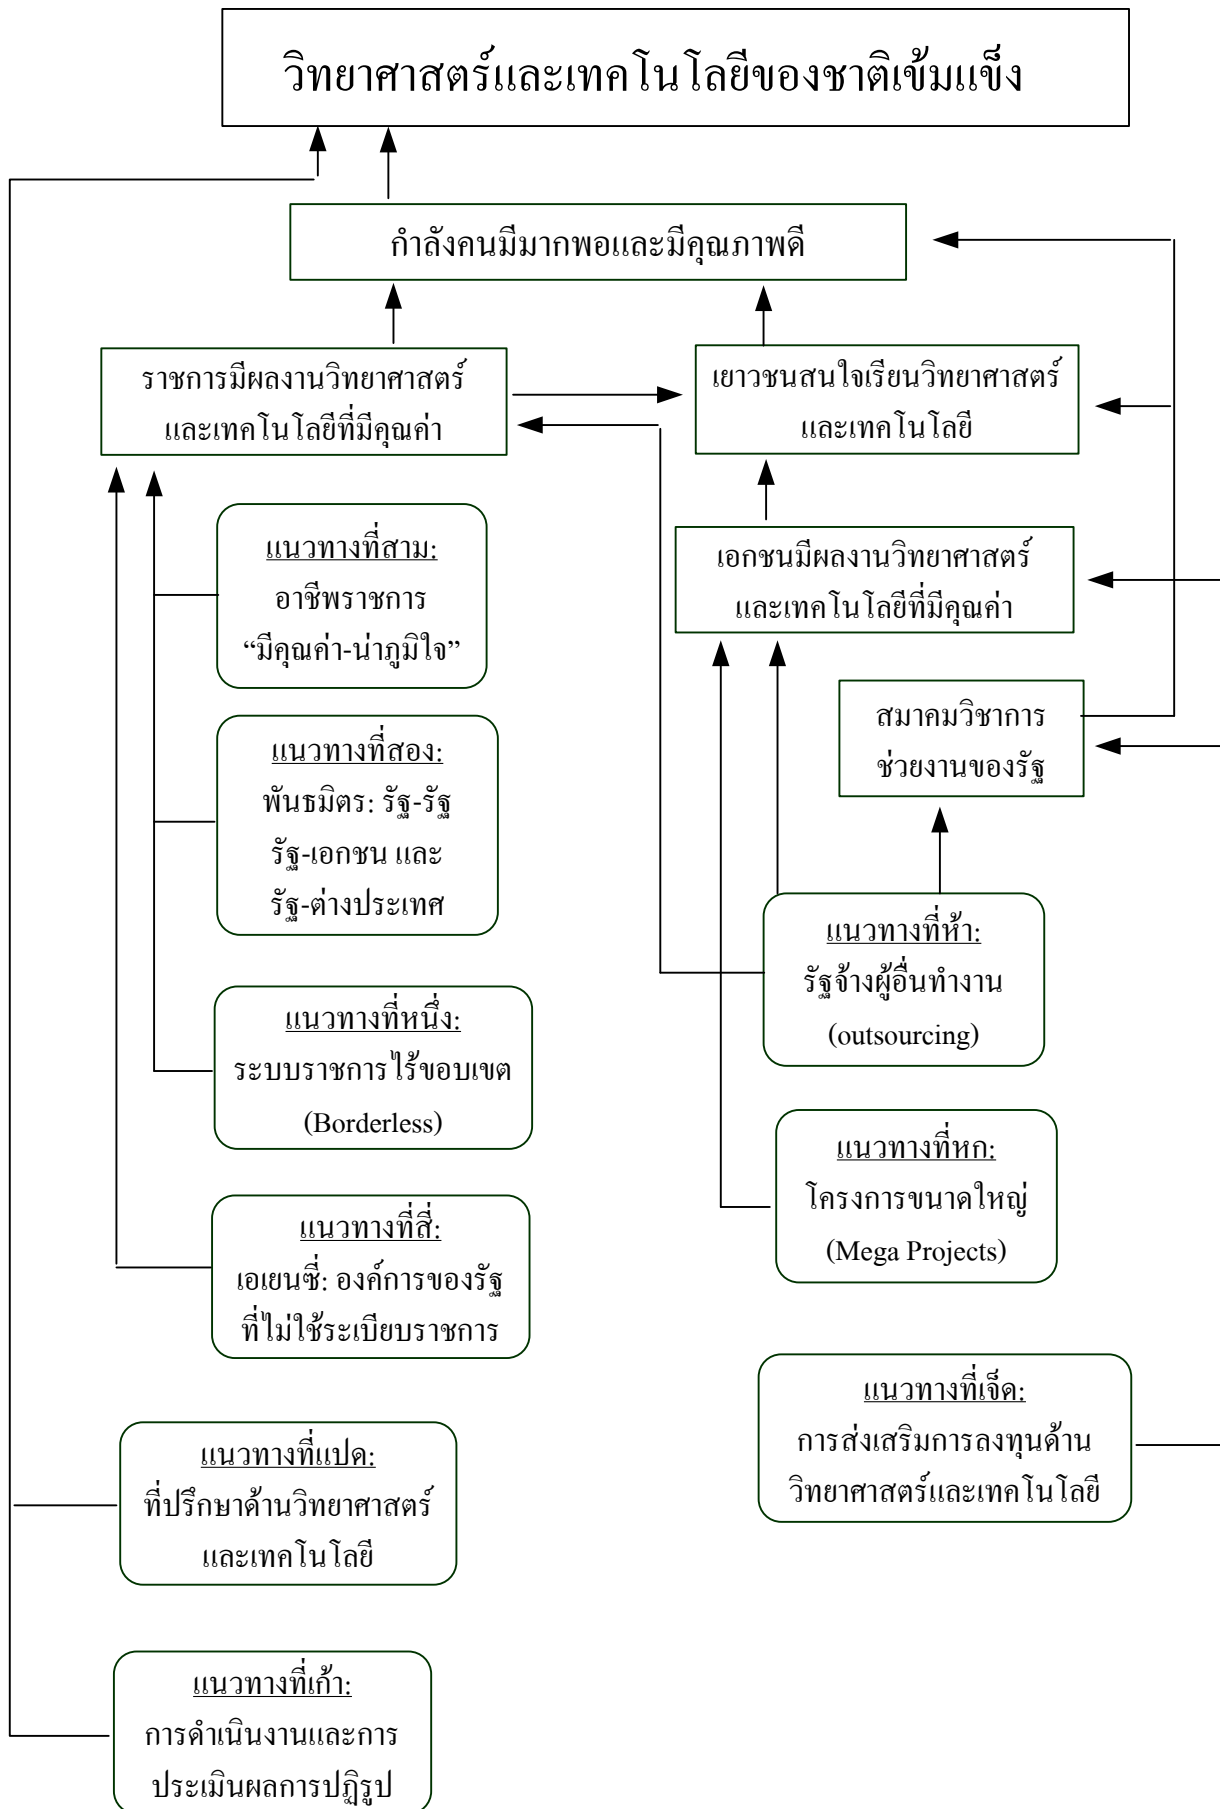 วิทยาศาสตร์และเทคโนโลยีของชาติเข้มแข็ง
กำลังคนมีมากพอและมีคุณภาพดี
ราชการมีผลงานวิทยาศาสตร์
และเทคโนโลยีที่มีคุณค่า
เยาวชนสนใจเรียนวิทยาศาสตร์
และเทคโนโลยี
แนวทางที่สาม:
อาชีพราชการ
“มีคุณค่า-น่าภูมิใจ”
เอกชนมีผลงานวิทยาศาสตร์
และเทคโนโลยีที่มีคุณค่า
สมาคมวิชาการ
ช่วยงานของรัฐ
แนวทางที่สอง:
พันธมิตร: รัฐ-รัฐ
รัฐ-เอกชน และ
รัฐ-ต่างประเทศ
แนวทางที่ห้า:
รัฐจ้างผู้อื่นทำงาน
(outsourcing)
แนวทางที่หนึ่ง:
ระบบราชการไร้ขอบเขต
(Borderless)
แนวทางที่หก:
โครงการขนาดใหญ่
(Mega Projects)
แนวทางที่สี่:
เอเยนซี่: องค์การของรัฐ
ที่ไม่ใช้ระเบียบราชการ
แนวทางที่เจ็ด:
การส่งเสริมการลงทุนด้าน
วิทยาศาสตร์และเทคโนโลยี
แนวทางที่แปด:
ที่ปรึกษาด้านวิทยาศาสตร์
และเทคโนโลยี
แนวทางที่เก้า:
การดำเนินงานและการ
ประเมินผลการปฏิรูป